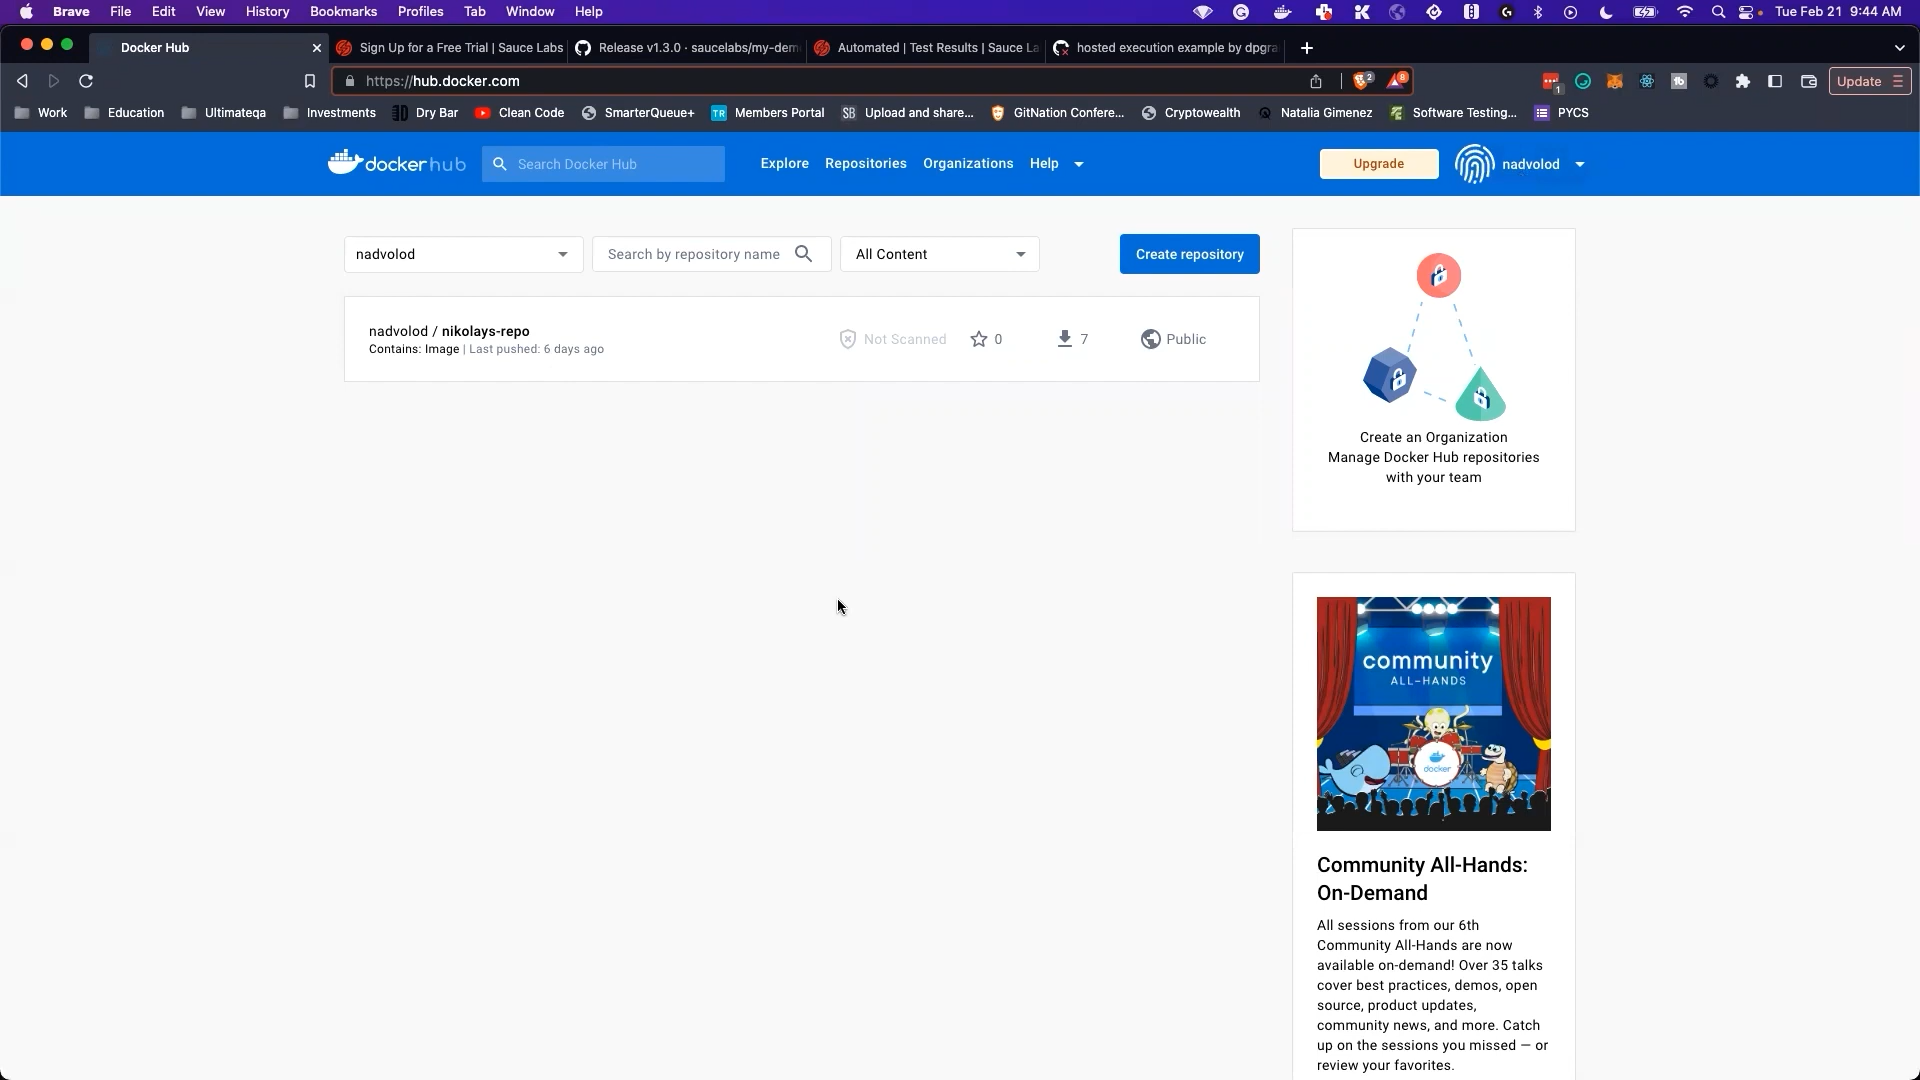 Brave File Edit View History Bookmarks Profiles Tab Window Help Tue Feb 21 9:44 AM
Docker Hub Sign Up for a Free Trial | Sauce Labs Release v1.3.0 · saucelabs/my-dem Automated | Test Results | Sauce La hosted execution example by dpgra
https://hub.docker.com 2 8 1 Update
Work Education Ultimateqa Investments Dry Bar Clean Code SmarterQueue+ TR Members Portal SB Upload and share... GitNation Confere... Cryptowealth Natalia Gimenez Software Testing... PYCS
dockerhub Search Docker Hub Explore Repositories Organizations Help Upgrade nadvolod
nadvolod Search by repository name All Content Create repository
nadvolod / nikolays-repo
Contains: Image | Last pushed: 6 days ago
Not Scanned 0 7 Public
Create an Organization
Manage Docker Hub repositories
with your team
community
ALL-HANDS
docker
Community All-Hands:
On-Demand
All sessions from our 6th
Community All-Hands are now
available on-demand! Over 35 talks
cover best practices, demos, open
source, product updates,
community news, and more. Catch
up on the sessions you missed — or
review your favorites.